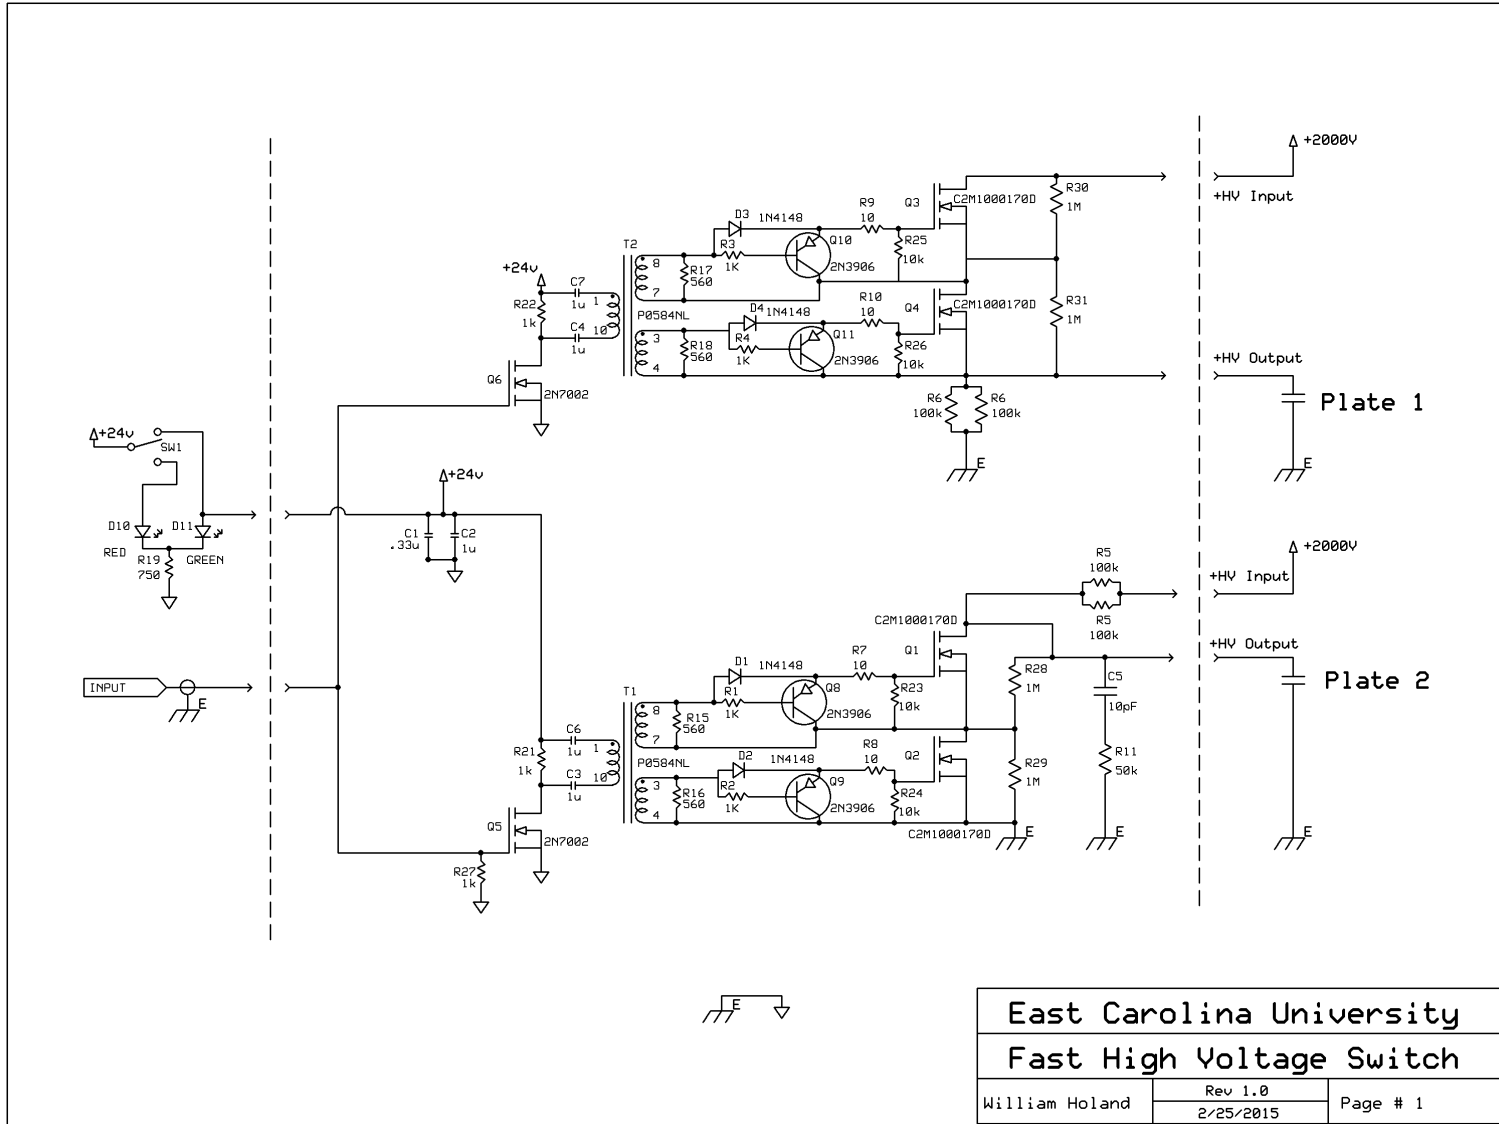 +2000V
+HV Input
R30
1M
Q3
C2M1000170D
R9
10
D3
1N4148
Q10
2N3906
R25
10k
R3
1K
T2
8
R17
560
7
+24v
C7
1u
1
R22
1k
C4
1u
10
P0584NL
D4
1N4148
R10
10
Q4
C2M1000170D
R31
1M
3
R18
560
4
R4
1K
Q11
2N3906
R26
10k
+HV Output
Plate 1
E
Q6
2N7002
R6
100k
R6
100k
E
+24v
SW1
D10
RED
D11
GREEN
R19
750
+24v
C1
.33u
C2
1u
+2000V
+HV Input
R5
100k
R5
100k
+HV Output
Plate 2
E
C2M1000170D
Q1
R7
10
D1
1N4148
Q8
2N3906
R23
10k
R28
1M
C5
10pF
R11
50k
E
INPUT
E
T1
8
R15
560
7
R1
1K
C6
1u
1
R21
1k
C3
1u
10
P0584NL
D2
1N4148
R8
10
Q2
R29
1M
3
R16
560
4
R2
1K
Q9
2N3906
R24
10k
C2M1000170D
E
Q5
2N7002
R27
1k
E
East Carolina University
Fast High Voltage Switch
William Holand
Rev 1.0
2/25/2015
Page # 1